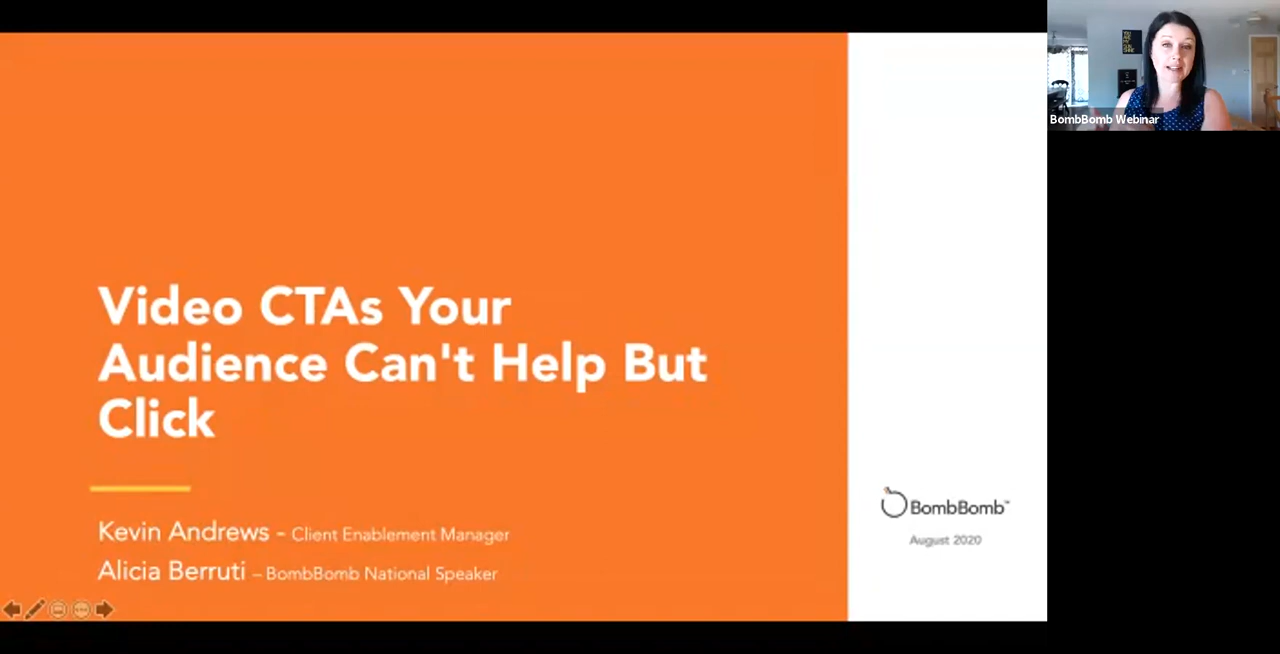 Video CTAs Your
Audience Can't Help But
Click
Kevin Andrews - Client Enablement Manager
Alicia Berruti – BombBomb National Speaker
BombBomb™
August 2020
BombBomb Webinar